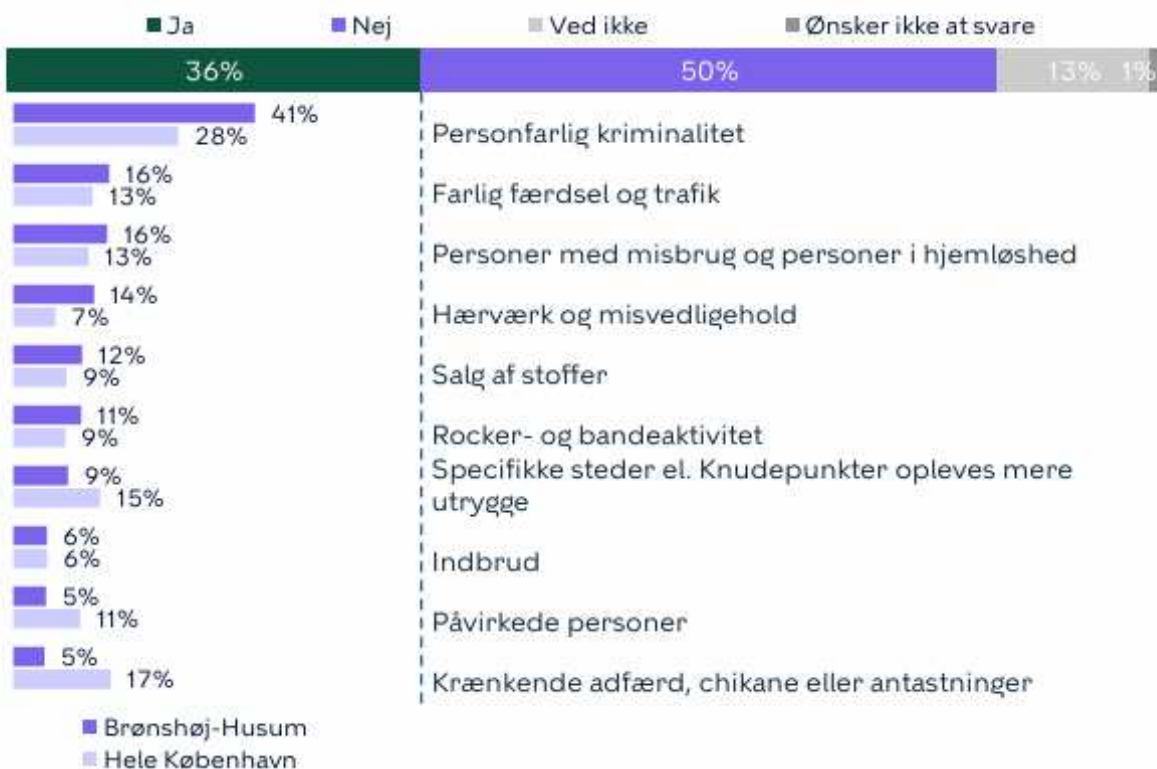 Ja Nej Ved ikke Ønsker ikke at svare
36% 50% 13% 1%
41%
28%
Personfarlig kriminalitet
16%
13%
Farlig færdsel og trafik
16%
13%
Personer med misbrug og personer i hjemløshed
14%
7%
Hærværk og misvedligehold
12%
9%
Salg af stoffer
11%
9%
Rocker- og bandeaktivitet
9%
15%
Specifikke steder el. Knudepunkter opleves mere
utrygge
6%
6%
Indbrud
5%
11%
Påvirkede personer
5%
17%
Krænkende adfærd, chikane eller antastninger
Brønshøj-Husum
Hele København